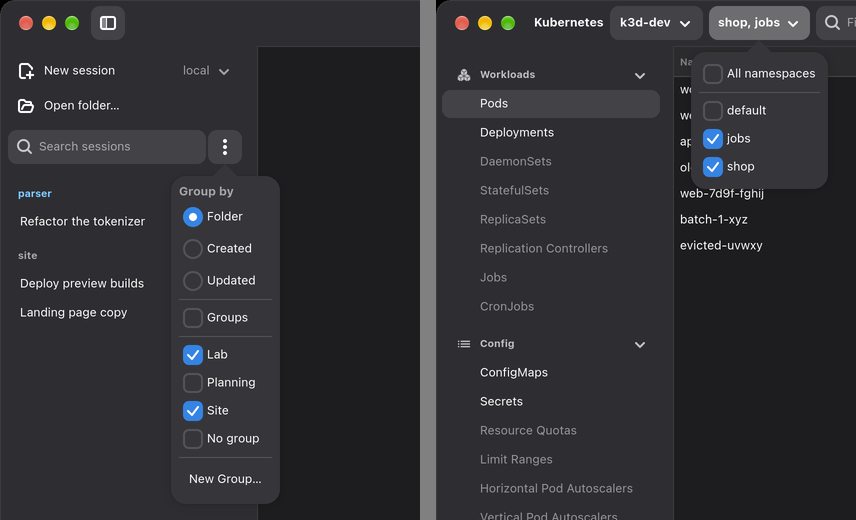 New session
local
Open folder...
Search sessions
Group by
parser
Folder
Refactor the tokenizer
Created
site
Updated
Deploy preview builds
Landing page copy
Groups
Lab
Planning
Site
No group
New Group...
Kubernetes
k3d-dev
shop, jobs
Workloads
Pods
Deployments
DaemonSets
StatefulSets
ReplicaSets
Replication Controllers
Jobs
CronJobs
Config
ConfigMaps
Secrets
Resource Quotas
Limit Ranges
Horizontal Pod Autoscalers
Vertical Pod Autoscalers
All namespaces
default
jobs
shop
web-7d9f-fghij
batch-1-xyz
evicted-uvwxy